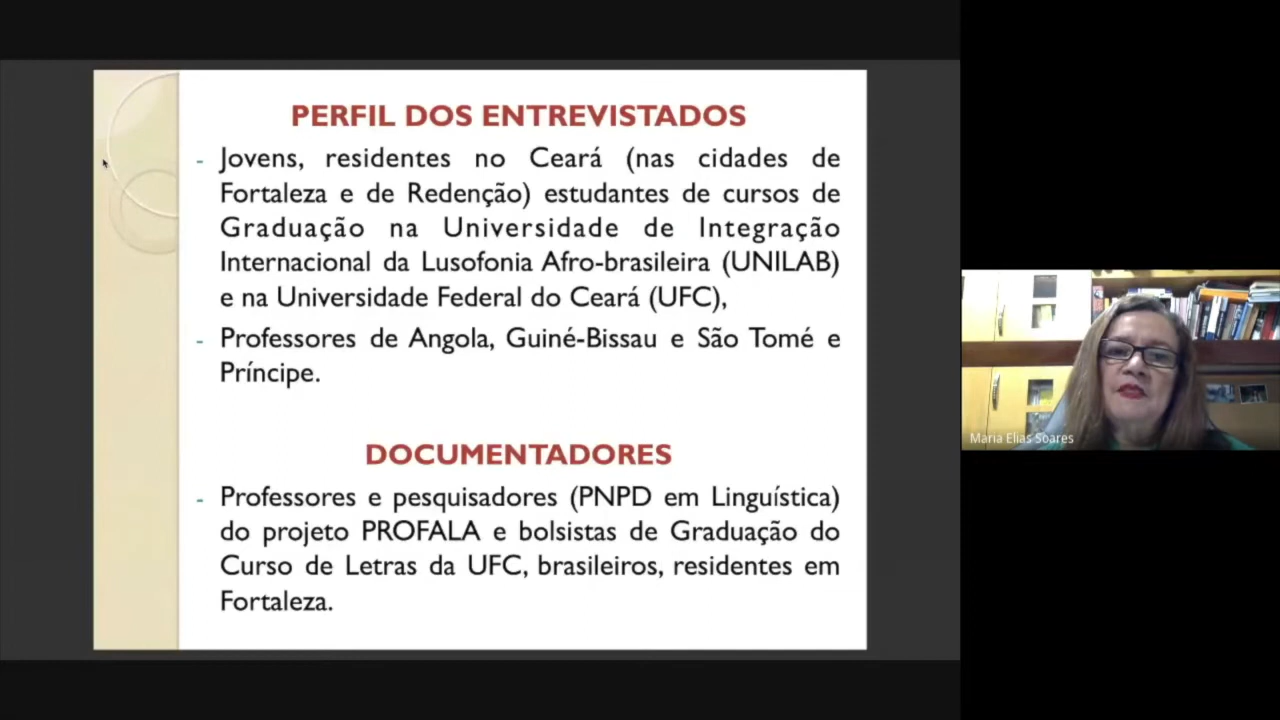 PERFIL DOS ENTREVISTADOS
- Jovens, residentes no Ceará (nas cidades de
Fortaleza e de Redenção) estudantes de cursos de
Graduação na Universidade de Integração
Internacional da Lusofonia Afro-brasileira (UNILAB)
e na Universidade Federal do Ceará (UFC),
- Professores de Angola, Guiné-Bissau e São Tomé e
Príncipe.
DOCUMENTADORES
- Professores e pesquisadores (PNPD em Linguística)
do projeto PROFALA e bolsistas de Graduação do
Curso de Letras da UFC, brasileiros, residentes em
Fortaleza.
Maria Elias Soares